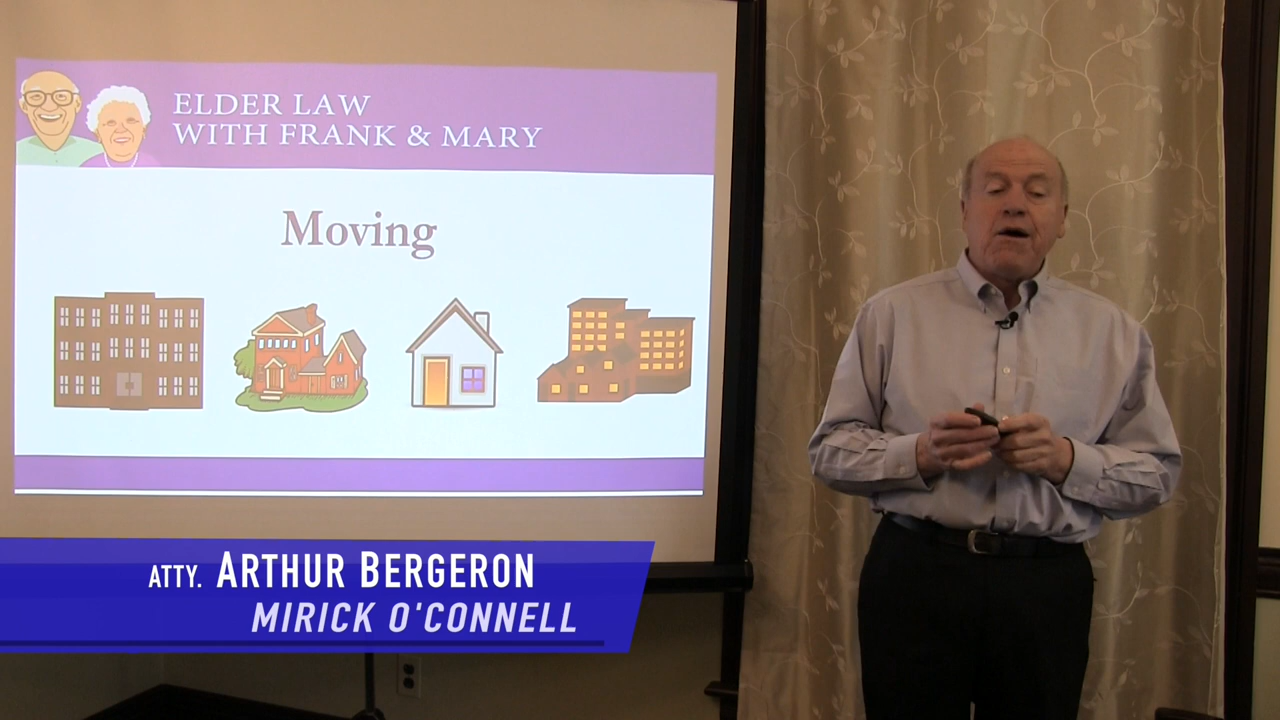 ELDER LAW
WITH FRANK & MARY
Moving
ATTY. ARTHUR BERGERON
MIRICK O'CONNELL